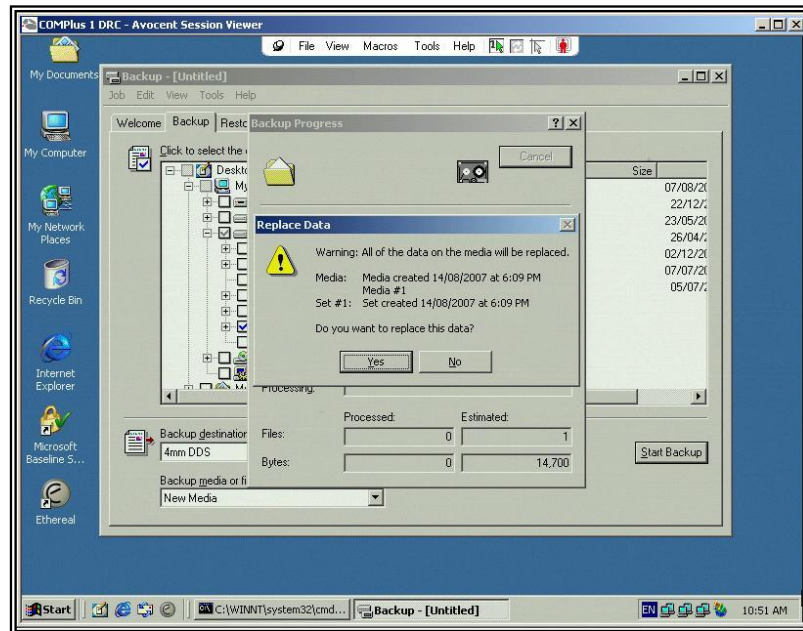 COMPlus 1 DRC - Avocent Session Viewer
File View Macros Tools Help
My Documents
Backup - [Untitled]
Job Edit View Tools Help
Welcome Backup Restc
Backup Progress
My Computer
Click to select the
Deskto
My
Cancel
Size
07/08/20
22/12/2
23/05/20
26/04/2
02/12/20
07/07/20
05/07/2
My Network
Places
Replace Data
Warning: All of the data on the media will be replaced.
Media: Media created 14/08/2007 at 6:09 PM
Media #1
Set #1: Set created 14/08/2007 at 6:09 PM
Do you want to replace this data?
Yes No
Recycle Bin
Internet
Explorer
Processing:
Processed: Estimated:
Files: 0 1
Bytes: 0 14,700
Microsoft
Baseline S...
Backup destination
4mm DDS
Start Backup
Backup media or fi
New Media
Ethereal
Start
C:\WINNT\system32\cmd...
Backup - [Untitled]
EN
10:51 AM